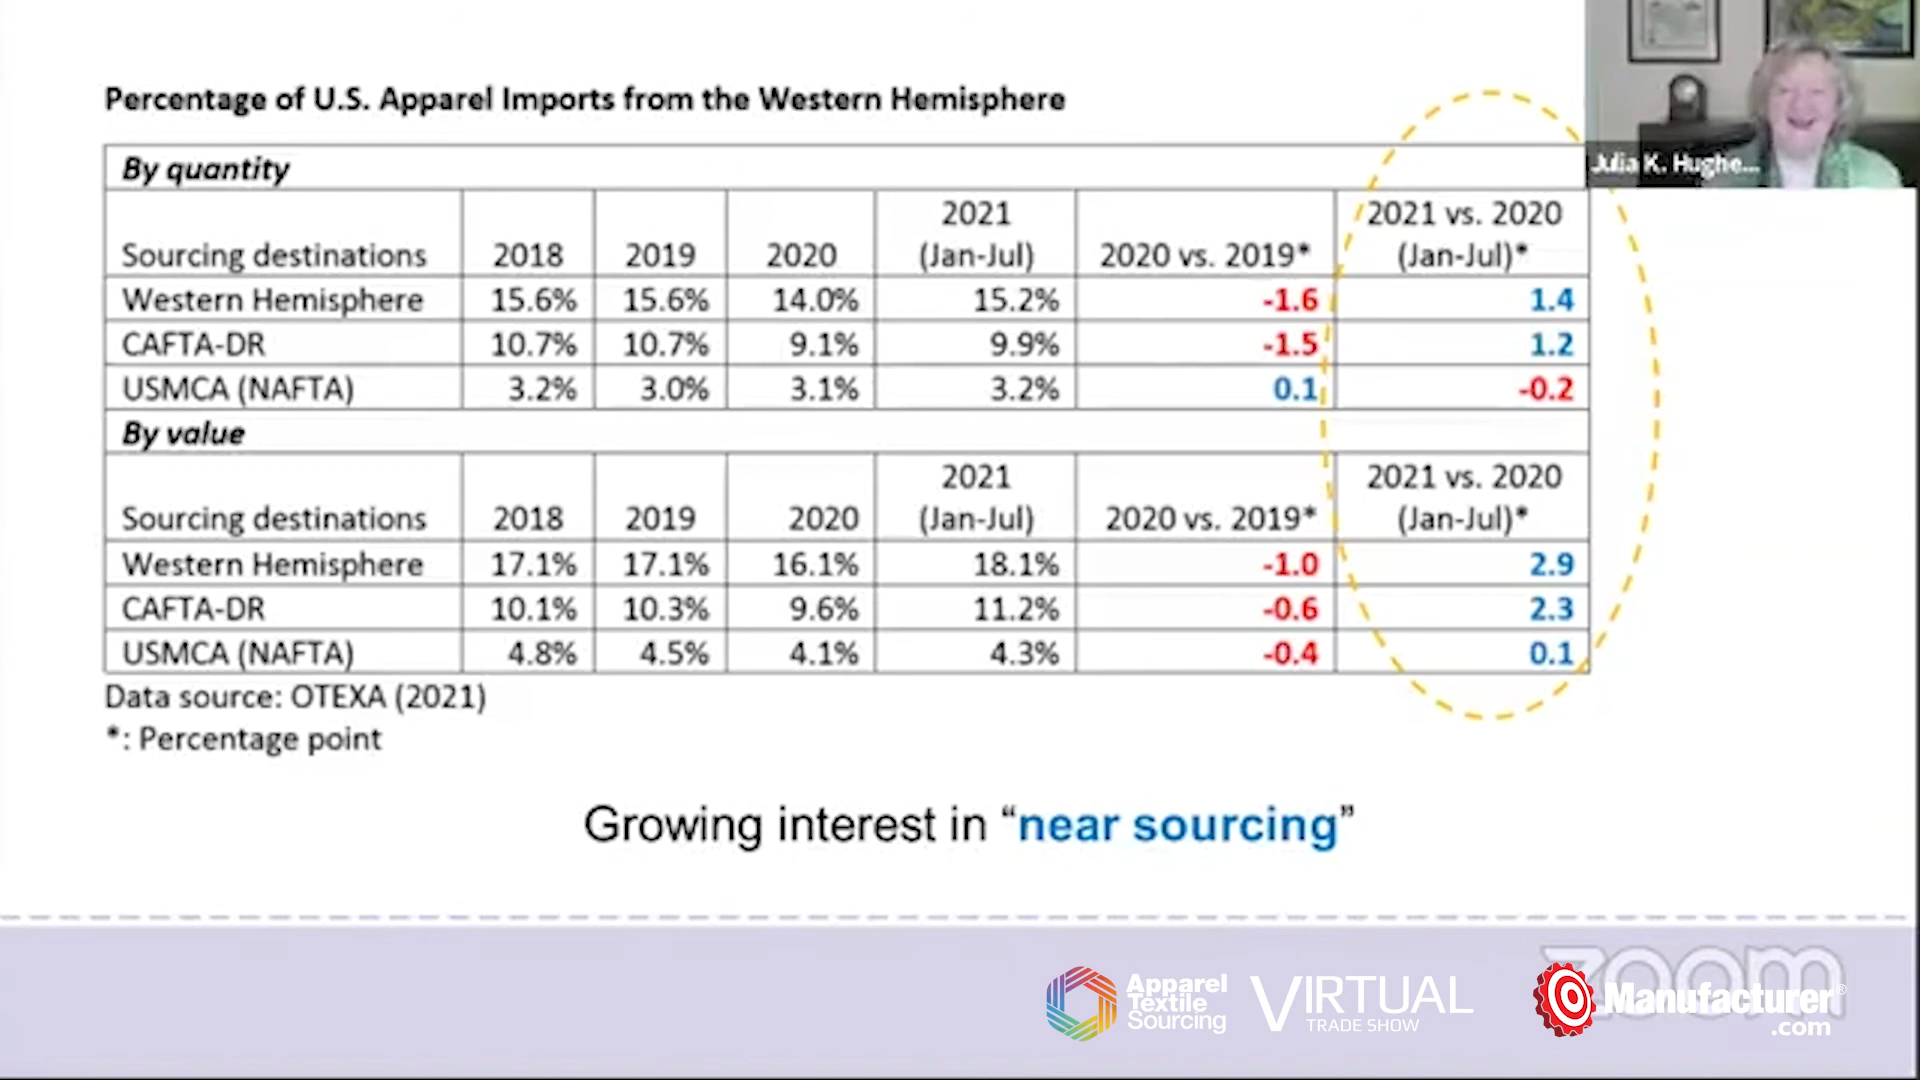 Percentage of U.S. Apparel Imports from the Western Hemisphere
Julia K. Hughe...
By quantity
Sourcing destinations 2018 2019 2020 2021 (Jan-Jul) 2020 vs. 2019* 2021 vs. 2020 (Jan-Jul)*
Western Hemisphere 15.6% 15.6% 14.0% 15.2% -1.6 1.4
CAFTA-DR 10.7% 10.7% 9.1% 9.9% -1.5 1.2
USMCA (NAFTA) 3.2% 3.0% 3.1% 3.2% 0.1 -0.2
By value
Sourcing destinations 2018 2019 2020 2021 (Jan-Jul) 2020 vs. 2019* 2021 vs. 2020 (Jan-Jul)*
Western Hemisphere 17.1% 17.1% 16.1% 18.1% -1.0 2.9
CAFTA-DR 10.1% 10.3% 9.6% 11.2% -0.6 2.3
USMCA (NAFTA) 4.8% 4.5% 4.1% 4.3% -0.4 0.1
Data source: OTEXA (2021)
*: Percentage point
Growing interest in “near sourcing”
zoom
Apparel
Textile
Sourcing
VIRTUAL
TRADE SHOW
Manufacturer®
.com